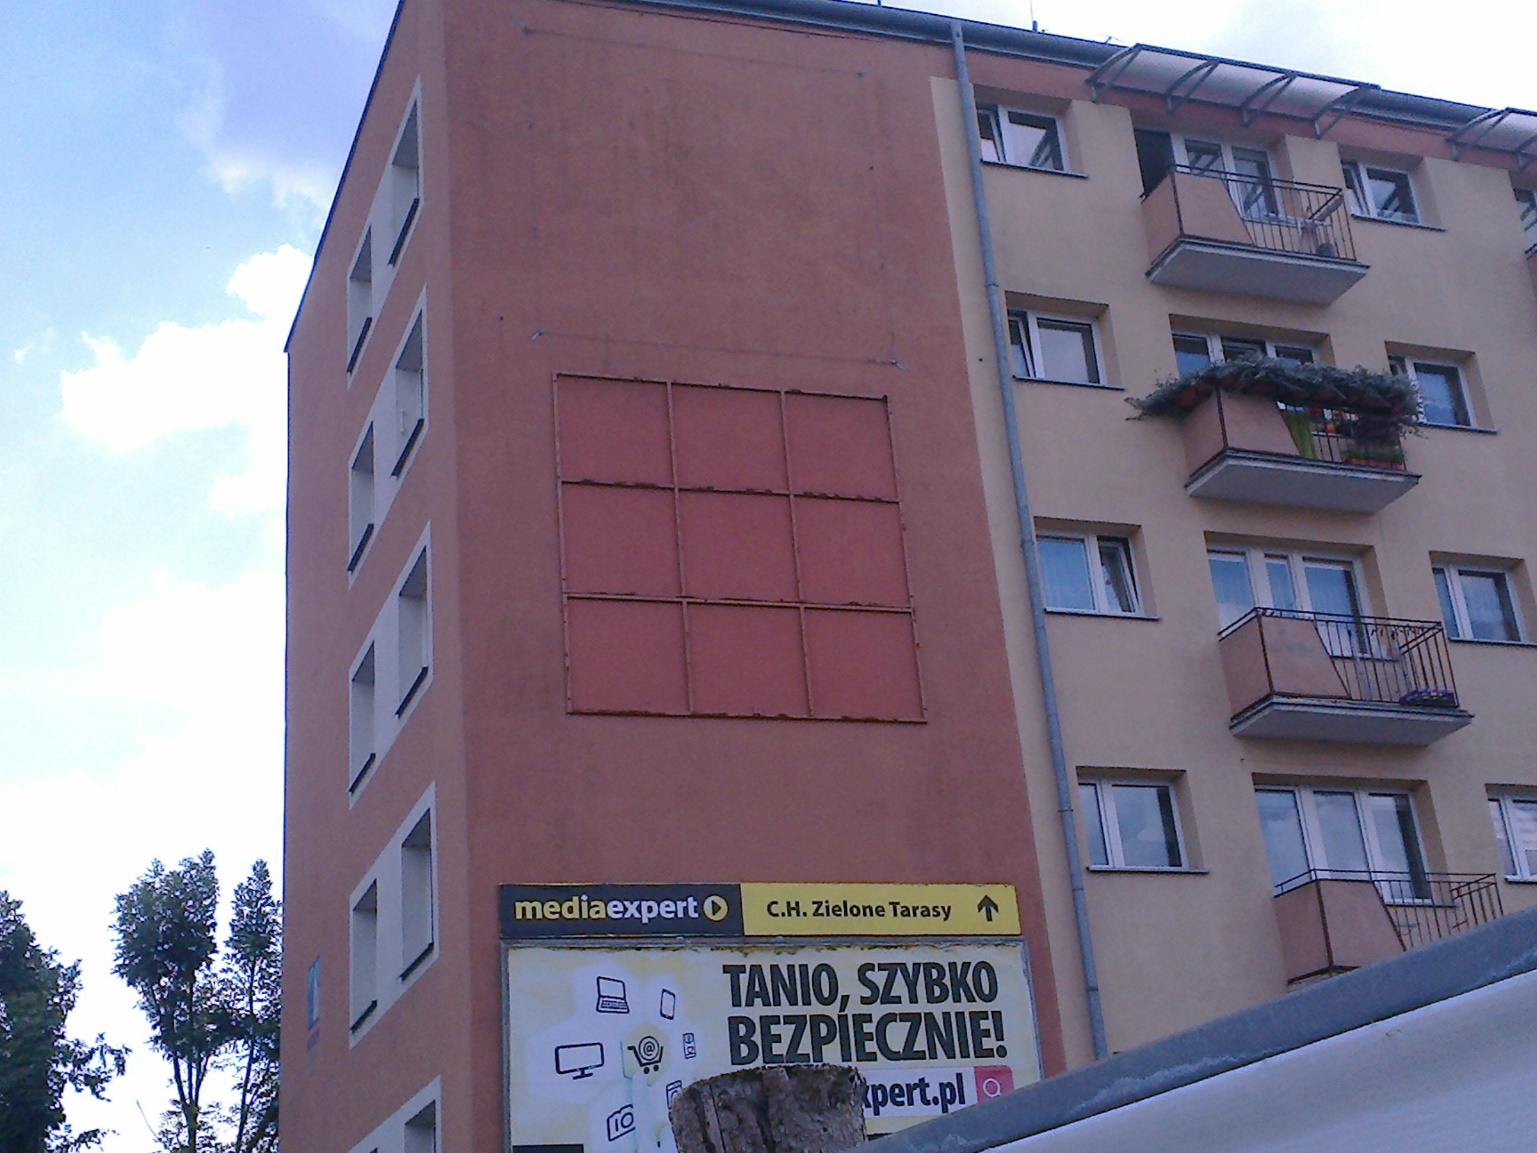 mediaexpert
C.H. Zielone Tarasy
TANIO, SZYBKO
BEZPIECZNIE!
xpert.pl